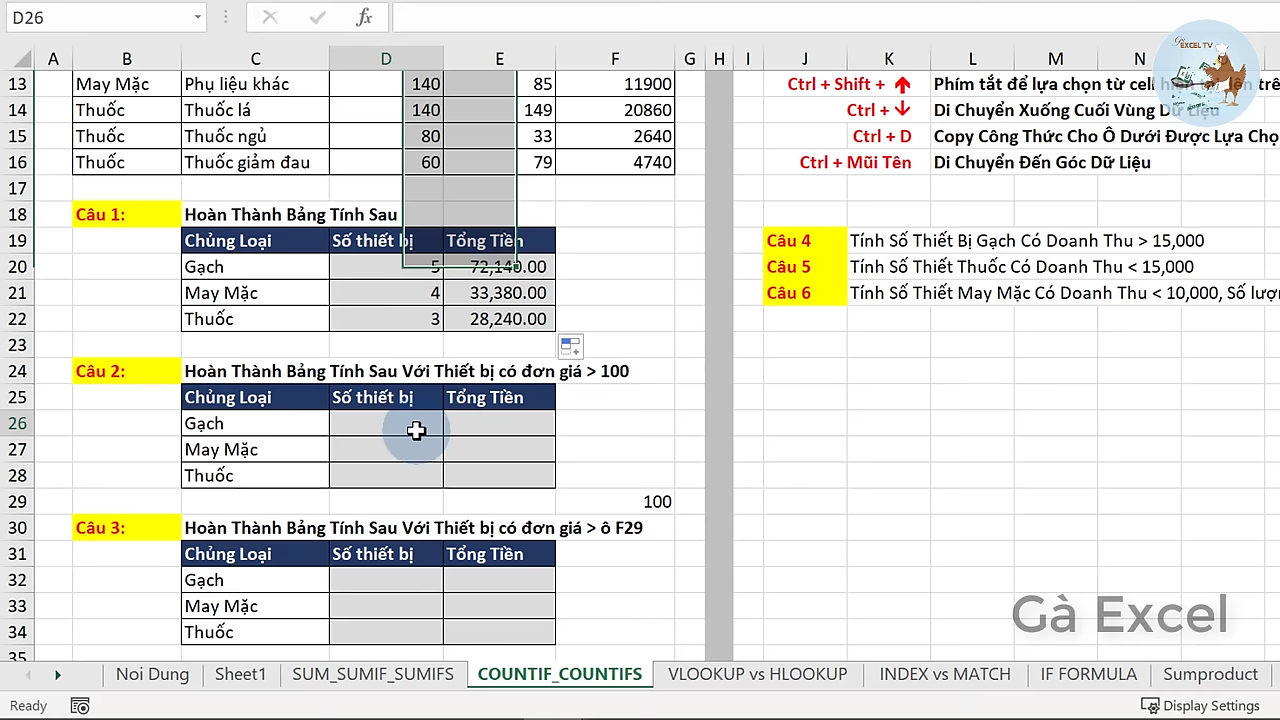 D26
fx
A B C D E F G H I J K L M N
13 May Mặc Phụ liệu khác 140 85 11900 Ctrl + Shift + Phím tắt để lựa chọn từ cell
14 Thuốc Thuốc lá 140 149 20860 Ctrl + Di Chuyển Xuống Cuối Vùng Dữ Liệu
15 Thuốc Thuốc ngủ 80 33 2640 Ctrl + D Copy Công Thức Cho Ô Dưới Được Lựa Chọ
16 Thuốc Thuốc giảm đau 60 79 4740 Ctrl + Mũi Tên Di Chuyển Đến Góc Dữ Liệu
17
18 Câu 1: Hoàn Thành Bảng Tính Sau
19 Chủng Loại Số thiết bị Tổng Tiền Câu 4 Tính Số Thiết Bị Gạch Có Doanh Thu > 15,000
20 Gạch 5 72,140.00 Câu 5 Tính Số Thiết Thuốc Có Doanh Thu < 15,000
21 May Mặc 4 33,380.00 Câu 6 Tính Số Thiết May Mặc Có Doanh Thu < 10,000, Số lượn
22 Thuốc 3 28,240.00
23
24 Câu 2: Hoàn Thành Bảng Tính Sau Với Thiết bị có đơn giá > 100
25 Chủng Loại Số thiết bị Tổng Tiền
26 Gạch
27 May Mặc
28 Thuốc
29 100
30 Câu 3: Hoàn Thành Bảng Tính Sau Với Thiết bị có đơn giá > ô F29
31 Chủng Loại Số thiết bị Tổng Tiền
32 Gạch
33 May Mặc
34 Thuốc
35
EXCEL TV
Gà Excel
Noi Dung Sheet1 SUM_SUMIF_SUMIFS COUNTIF_COUNTIFS VLOOKUP vs HLOOKUP INDEX vs MATCH IF FORMULA Sumproduct
Ready Display Settings